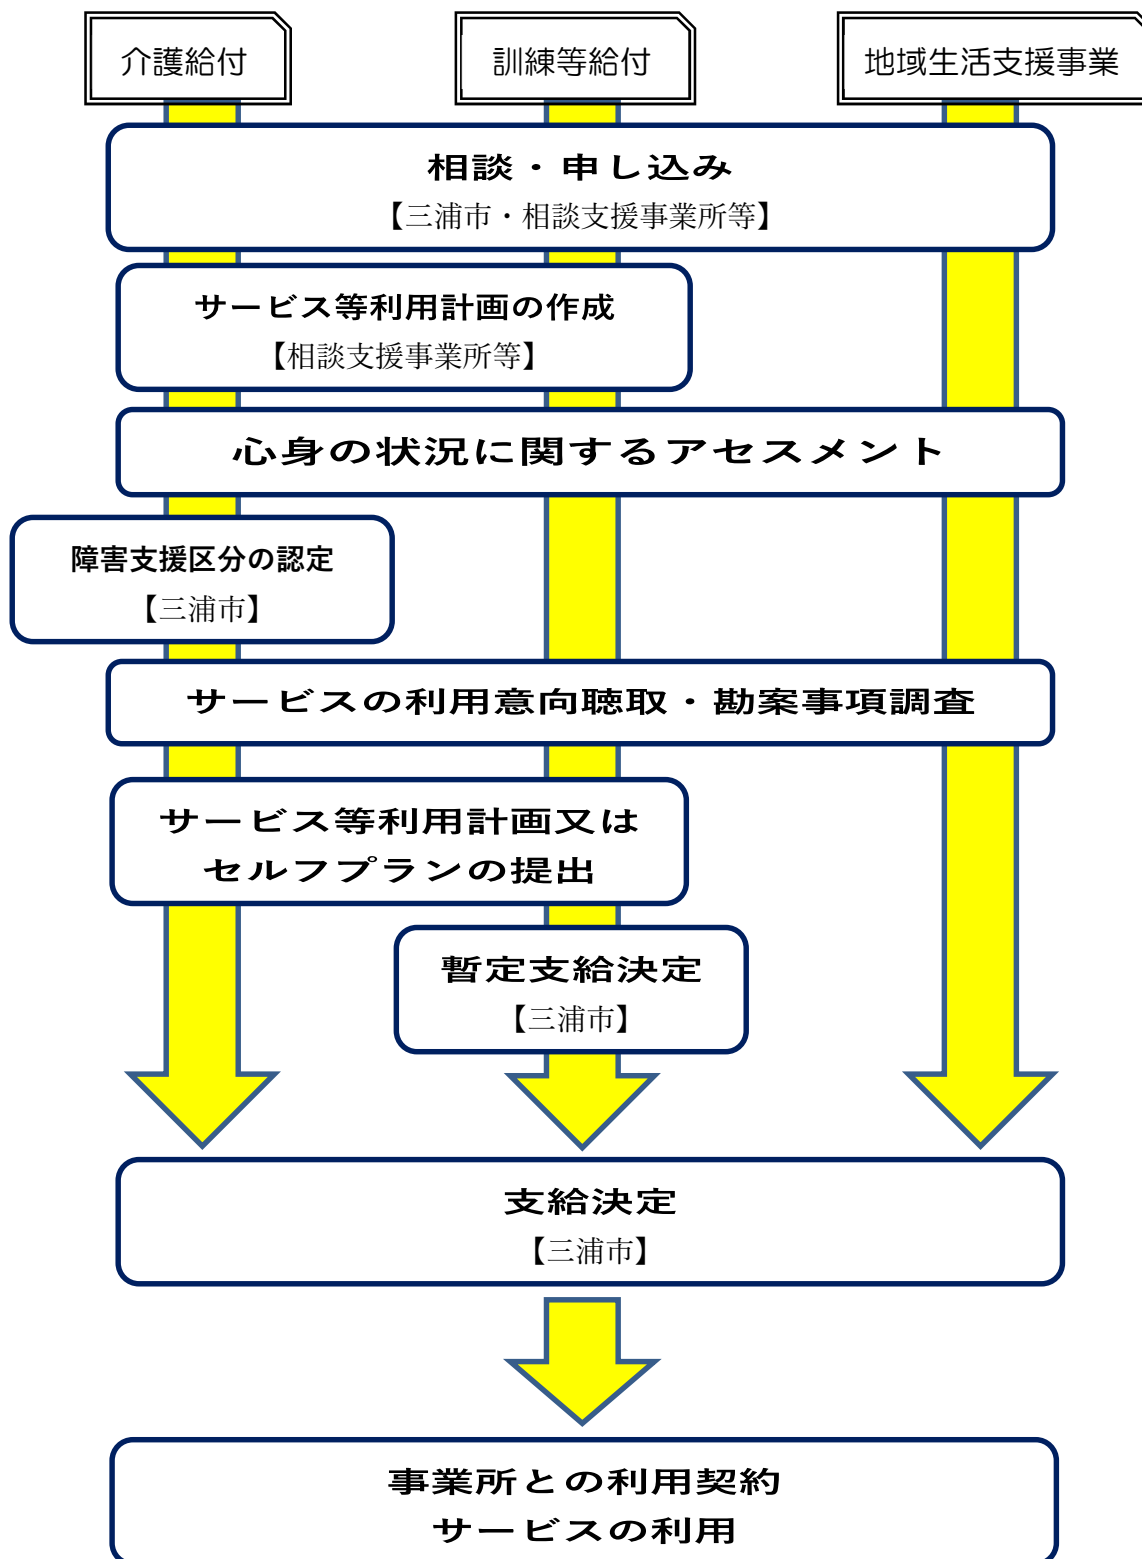 介護給付
訓練等給付
地域生活支援事業
相談・申し込み
【三浦市・相談支援事業所等】
サービス等利用計画の作成
【相談支援事業所等】
心身の状況に関するアセスメント
障害支援区分の認定
【三浦市】
サービスの利用意向聴取・勘案事項調査
サービス等利用計画又は
セルフプランの提出
暫定支給決定
【三浦市】
支給決定
【三浦市】
事業所との利用契約
サービスの利用